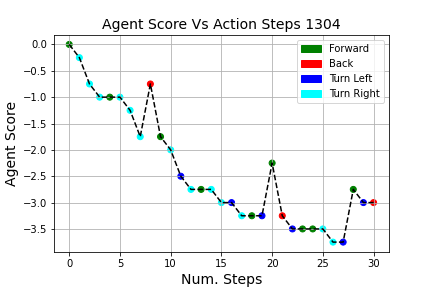 Agent Score Vs Action Steps 1304
Forward
Back
Turn Left
Turn Right
0.0
−0.5
−1.0
−1.5
−2.0
−2.5
−3.0
−3.5
Agent Score
0 5 10 15 20 25 30
Num. Steps